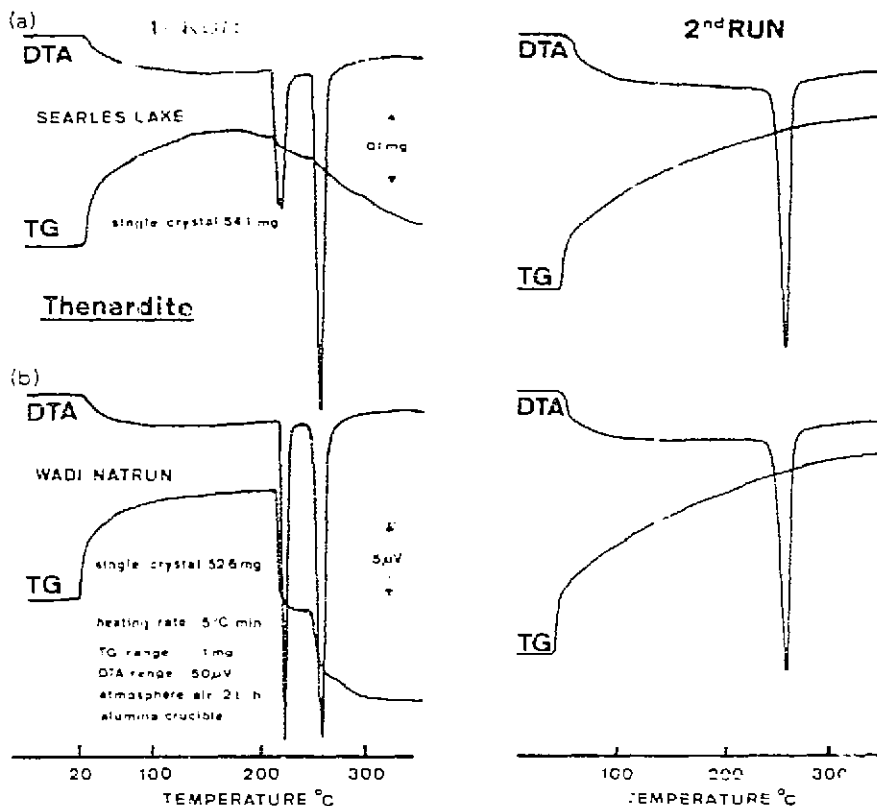 (a)
2nd RUN
DTA
SEARLES LAKE
0.1 mg
TG
single crystal 54.1 mg
Thenardite
DTA
TG
(b)
DTA
WADI NATRUN
TG
single crystal 52.6 mg
5µV
heating rate 5°C min
TG range 1mg
DTA range 50µV
atmosphere air 2l h
alumina crucible
DTA
TG
20 100 200 300
TEMPERATURE °C
100 200 300
TEMPERATURE °C